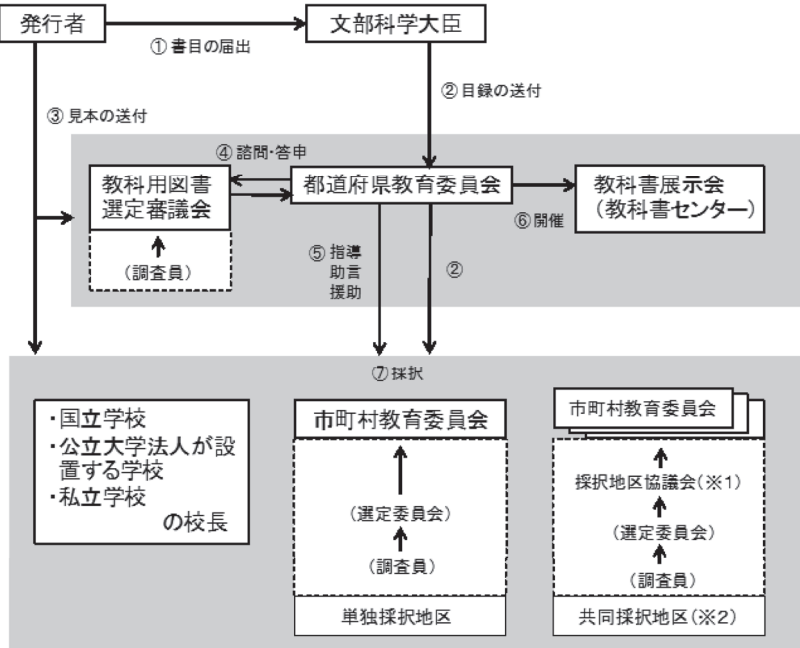 発行者
文部科学大臣
①書目の届出
②目録の送付
③見本の送付
④諮問・答申
教科用図書
選定審議会
都道府県教育委員会
教科書展示会
(教科書センター)
⑥開催
(調査員)
⑤指導
助言
援助
②
⑦採択
・国立学校
・公立大学法人が設
置する学校
・私立学校
の校長
市町村教育委員会
(選定委員会)
(調査員)
単独採択地区
市町村教育委員会
採択地区協議会(※1)
(選定委員会)
(調査員)
共同採択地区(※2)